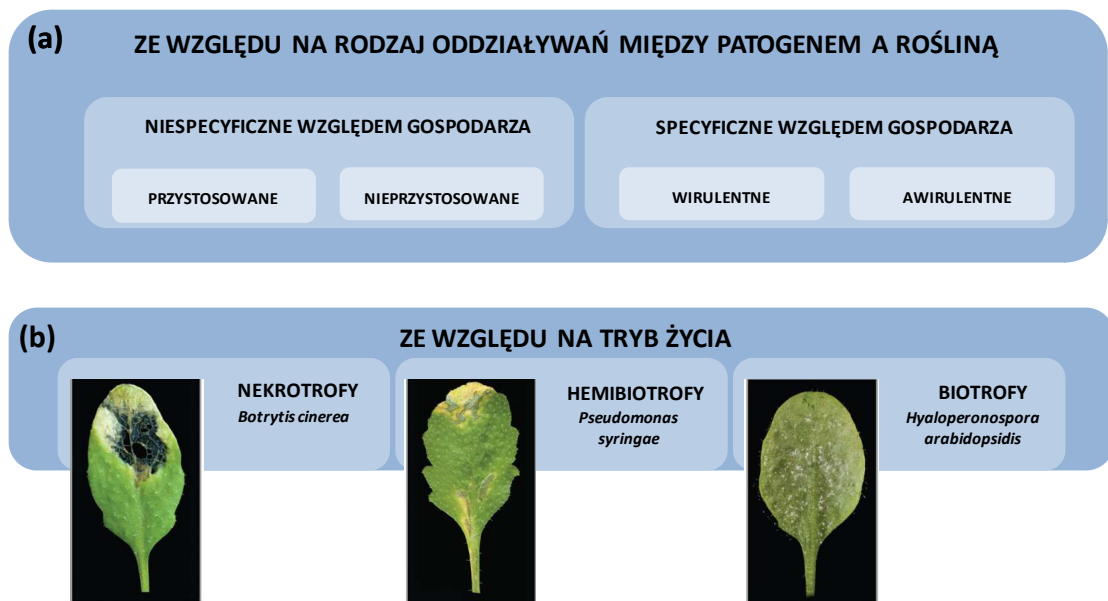 (a)
ZE WZGLĘDU NA RODZAJ ODDZIAŁYWAŃ MIĘDZY PATOGENEM A ROŚLINĄ
NIESPECYFICZNE WZGLĘDEM GOSPODARZA
PRZYSTOSOWANE
NIEPRZYSTOSOWANE
SPECYFICZNE WZGLĘDEM GOSPODARZA
WIRULENTNE
AWIRULENTNE
(b)
ZE WZGLĘDU NA TRYB ŻYCIA
NEKROTROFY
Botrytis cinerea
HEMIBIOTROFY
Pseudomonas
syringae
BIOTROFY
Hyaloperonospora
arabidopsidis